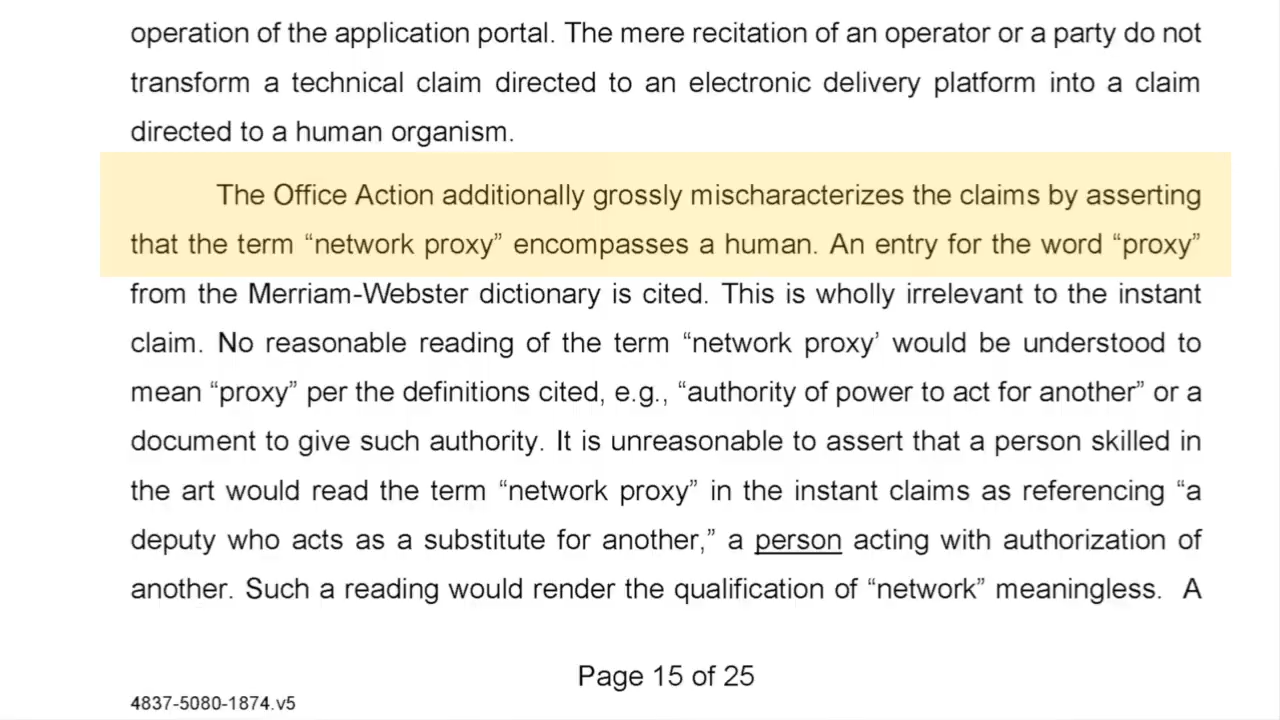 operation of the application portal. The mere recitation of an operator or a party do not
transform a technical claim directed to an electronic delivery platform into a claim
directed to a human organism.
The Office Action additionally grossly mischaracterizes the claims by asserting
that the term “network proxy” encompasses a human. An entry for the word “proxy”
from the Merriam-Webster dictionary is cited. This is wholly irrelevant to the instant
claim. No reasonable reading of the term “network proxy’ would be understood to
mean “proxy” per the definitions cited, e.g., “authority of power to act for another” or a
document to give such authority. It is unreasonable to assert that a person skilled in
the art would read the term “network proxy” in the instant claims as referencing “a
deputy who acts as a substitute for another,” a person acting with authorization of
another. Such a reading would render the qualification of “network” meaningless. A
Page 15 of 25
4837-5080-1874.v5